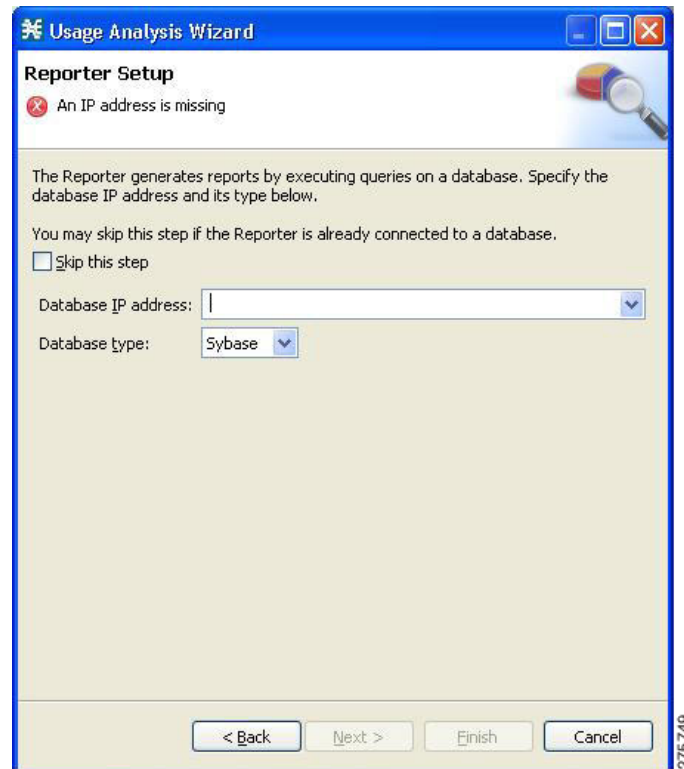 Usage Analysis Wizard
Reporter Setup
An IP address is missing
The Reporter generates reports by executing queries on a database. Specify the
database IP address and its type below.
You may skip this step if the Reporter is already connected to a database.
Skip this step
Database IP address:
Database type:
Sybase
< Back
Next >
Finish
Cancel
275749